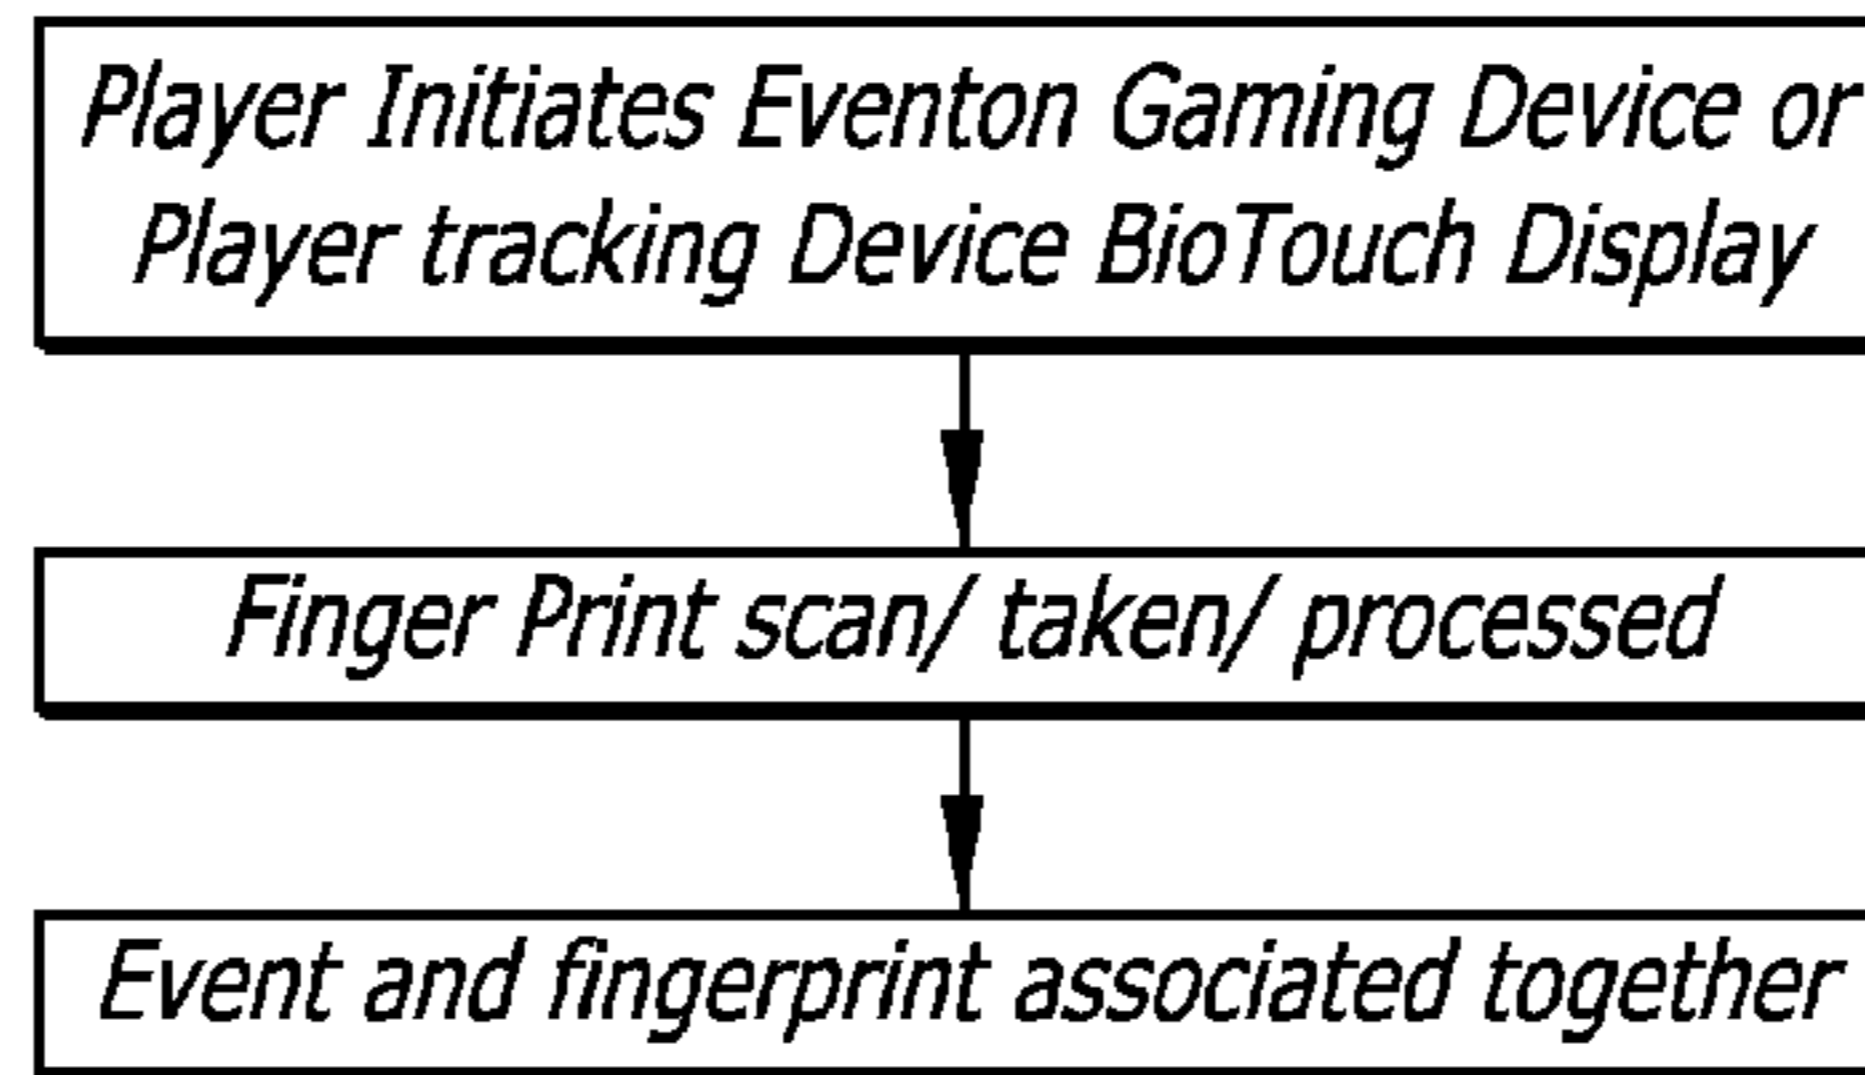 Player Initiates Eventon Gaming Device or
Player tracking Device BioTouch Display
Finger Print scan/ taken/ processed
Event and fingerprint associated together